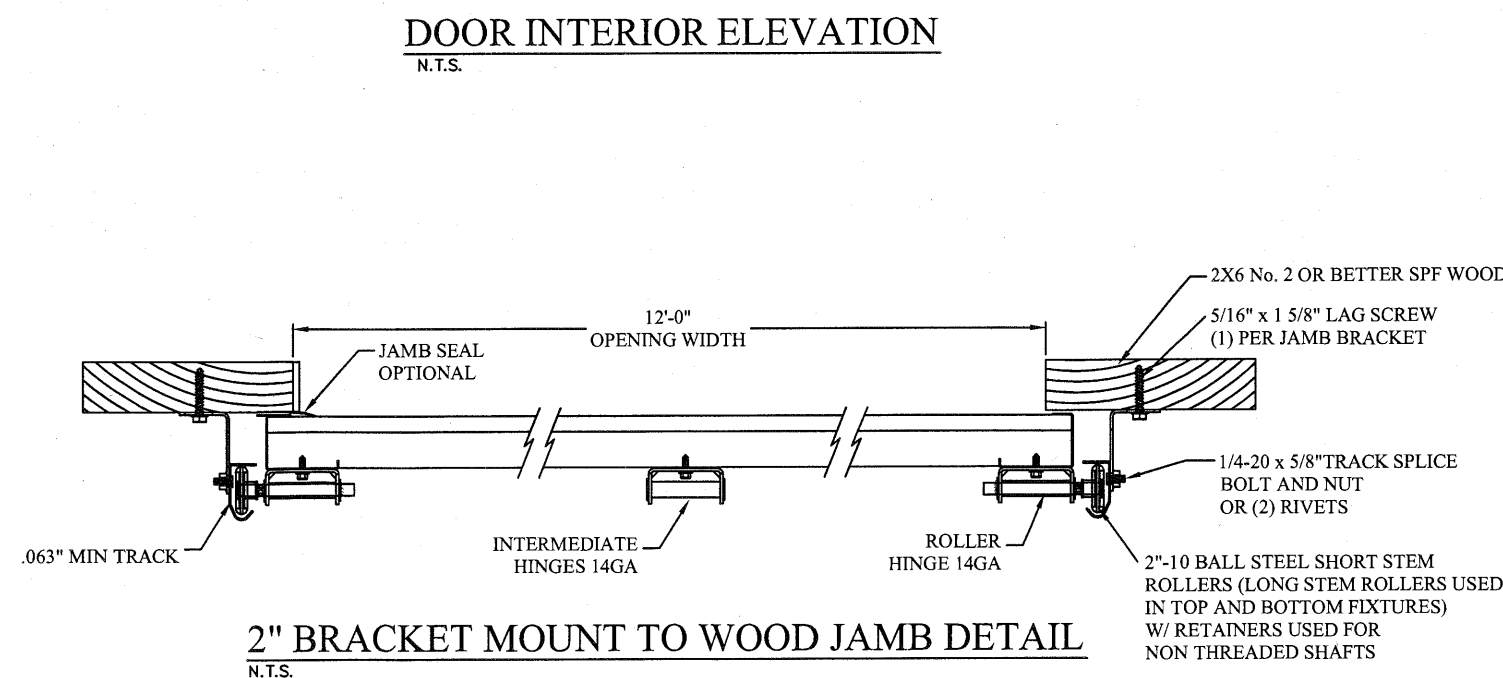 DOOR INTERIOR ELEVATION
N.T.S.
2X6 No. 2 OR BETTER SPF WOOD
5/16" x 1 5/8" LAG SCREW
(1) PER JAMB BRACKET
12'-0"
OPENING WIDTH
JAMB SEAL
OPTIONAL
1/4-20 x 5/8"TRACK SPLICE
BOLT AND NUT
OR (2) RIVETS
.063" MIN TRACK
INTERMEDIATE
HINGES 14GA
ROLLER
HINGE 14GA
2"-10 BALL STEEL SHORT STEM
ROLLERS (LONG STEM ROLLERS USED
IN TOP AND BOTTOM FIXTURES)
W/ RETAINERS USED FOR
NON THREADED SHAFTS
2" BRACKET MOUNT TO WOOD JAMB DETAIL
N.T.S.